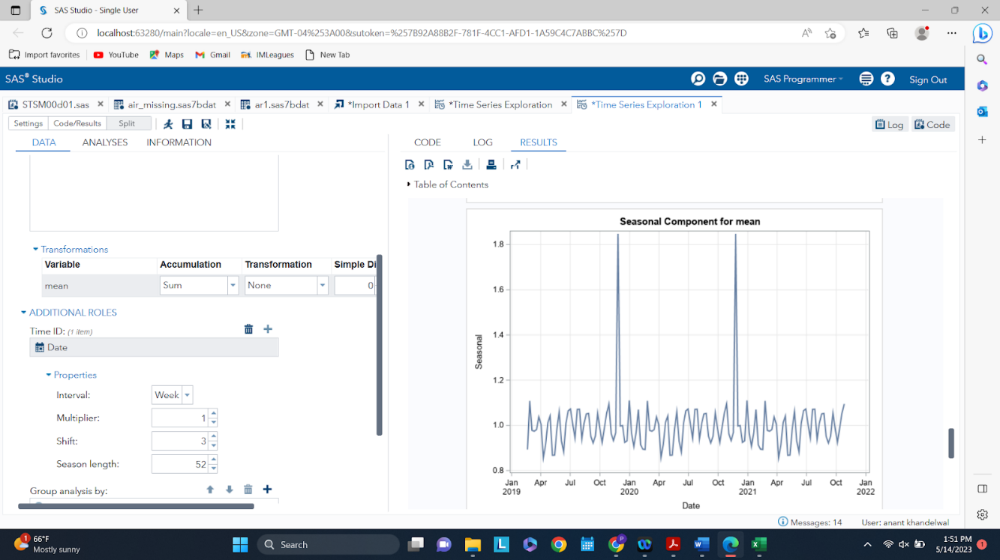 SAS Studio - Single User
localhost:63280/main?locale=en_US&zone=GMT-04%253A00&sutoken=%257B92A88B2F-781F-4CC1-AFD1-1A59C4C7ABBC%257D
Import favorites YouTube Maps Gmail IMLeagues New Tab
SAS® Studio SAS Programmer Sign Out
STSM00d01.sas air_missing.sas7bdat ar1.sas7bdat *Import Data 1 *Time Series Exploration *Time Series Exploration 1
Settings Code/Results Split Log Code
DATA ANALYSES INFORMATION CODE LOG RESULTS
Table of Contents
Transformations
Variable Accumulation Transformation Simple Di
mean Sum None 0
ADDITIONAL ROLES
Time ID: (1 item)
Date
Properties
Interval: Week
Multiplier: 1
Shift: 3
Season length: 52
Group analysis by:
Seasonal Component for mean
Seasonal
1.8
1.6
1.4
1.2
1.0
0.8
Jan Apr Jul Oct Jan Apr Jul Oct Jan Apr Jul Oct Jan
2019 2020 2021 2022
Date
Messages: 14 User: anant khandelwal
1 66°F
Mostly sunny
Search
1:51 PM
5/14/2023 1